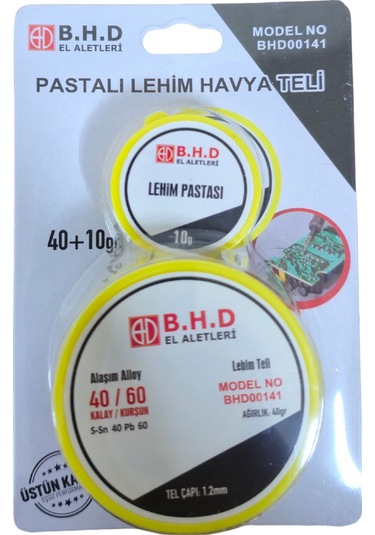 B.H.D
EL ALETLERİ
MODEL NO
BHD00141
PASTALI LEHİM HAVYA TELİ
B.H.D
EL ALETLERİ
LEHİM PASTASI
10g
40+10g
B.H.D
EL ALETLERİ
Alaşım Alloy
40 / 60
KALAY / KURŞUN
S-Sn 40 Pb 60
Lehim Teli
MODEL NO
BHD00141
AĞIRLIK: 40gr
TEL ÇAPI: 1.2mm
ÜSTÜN